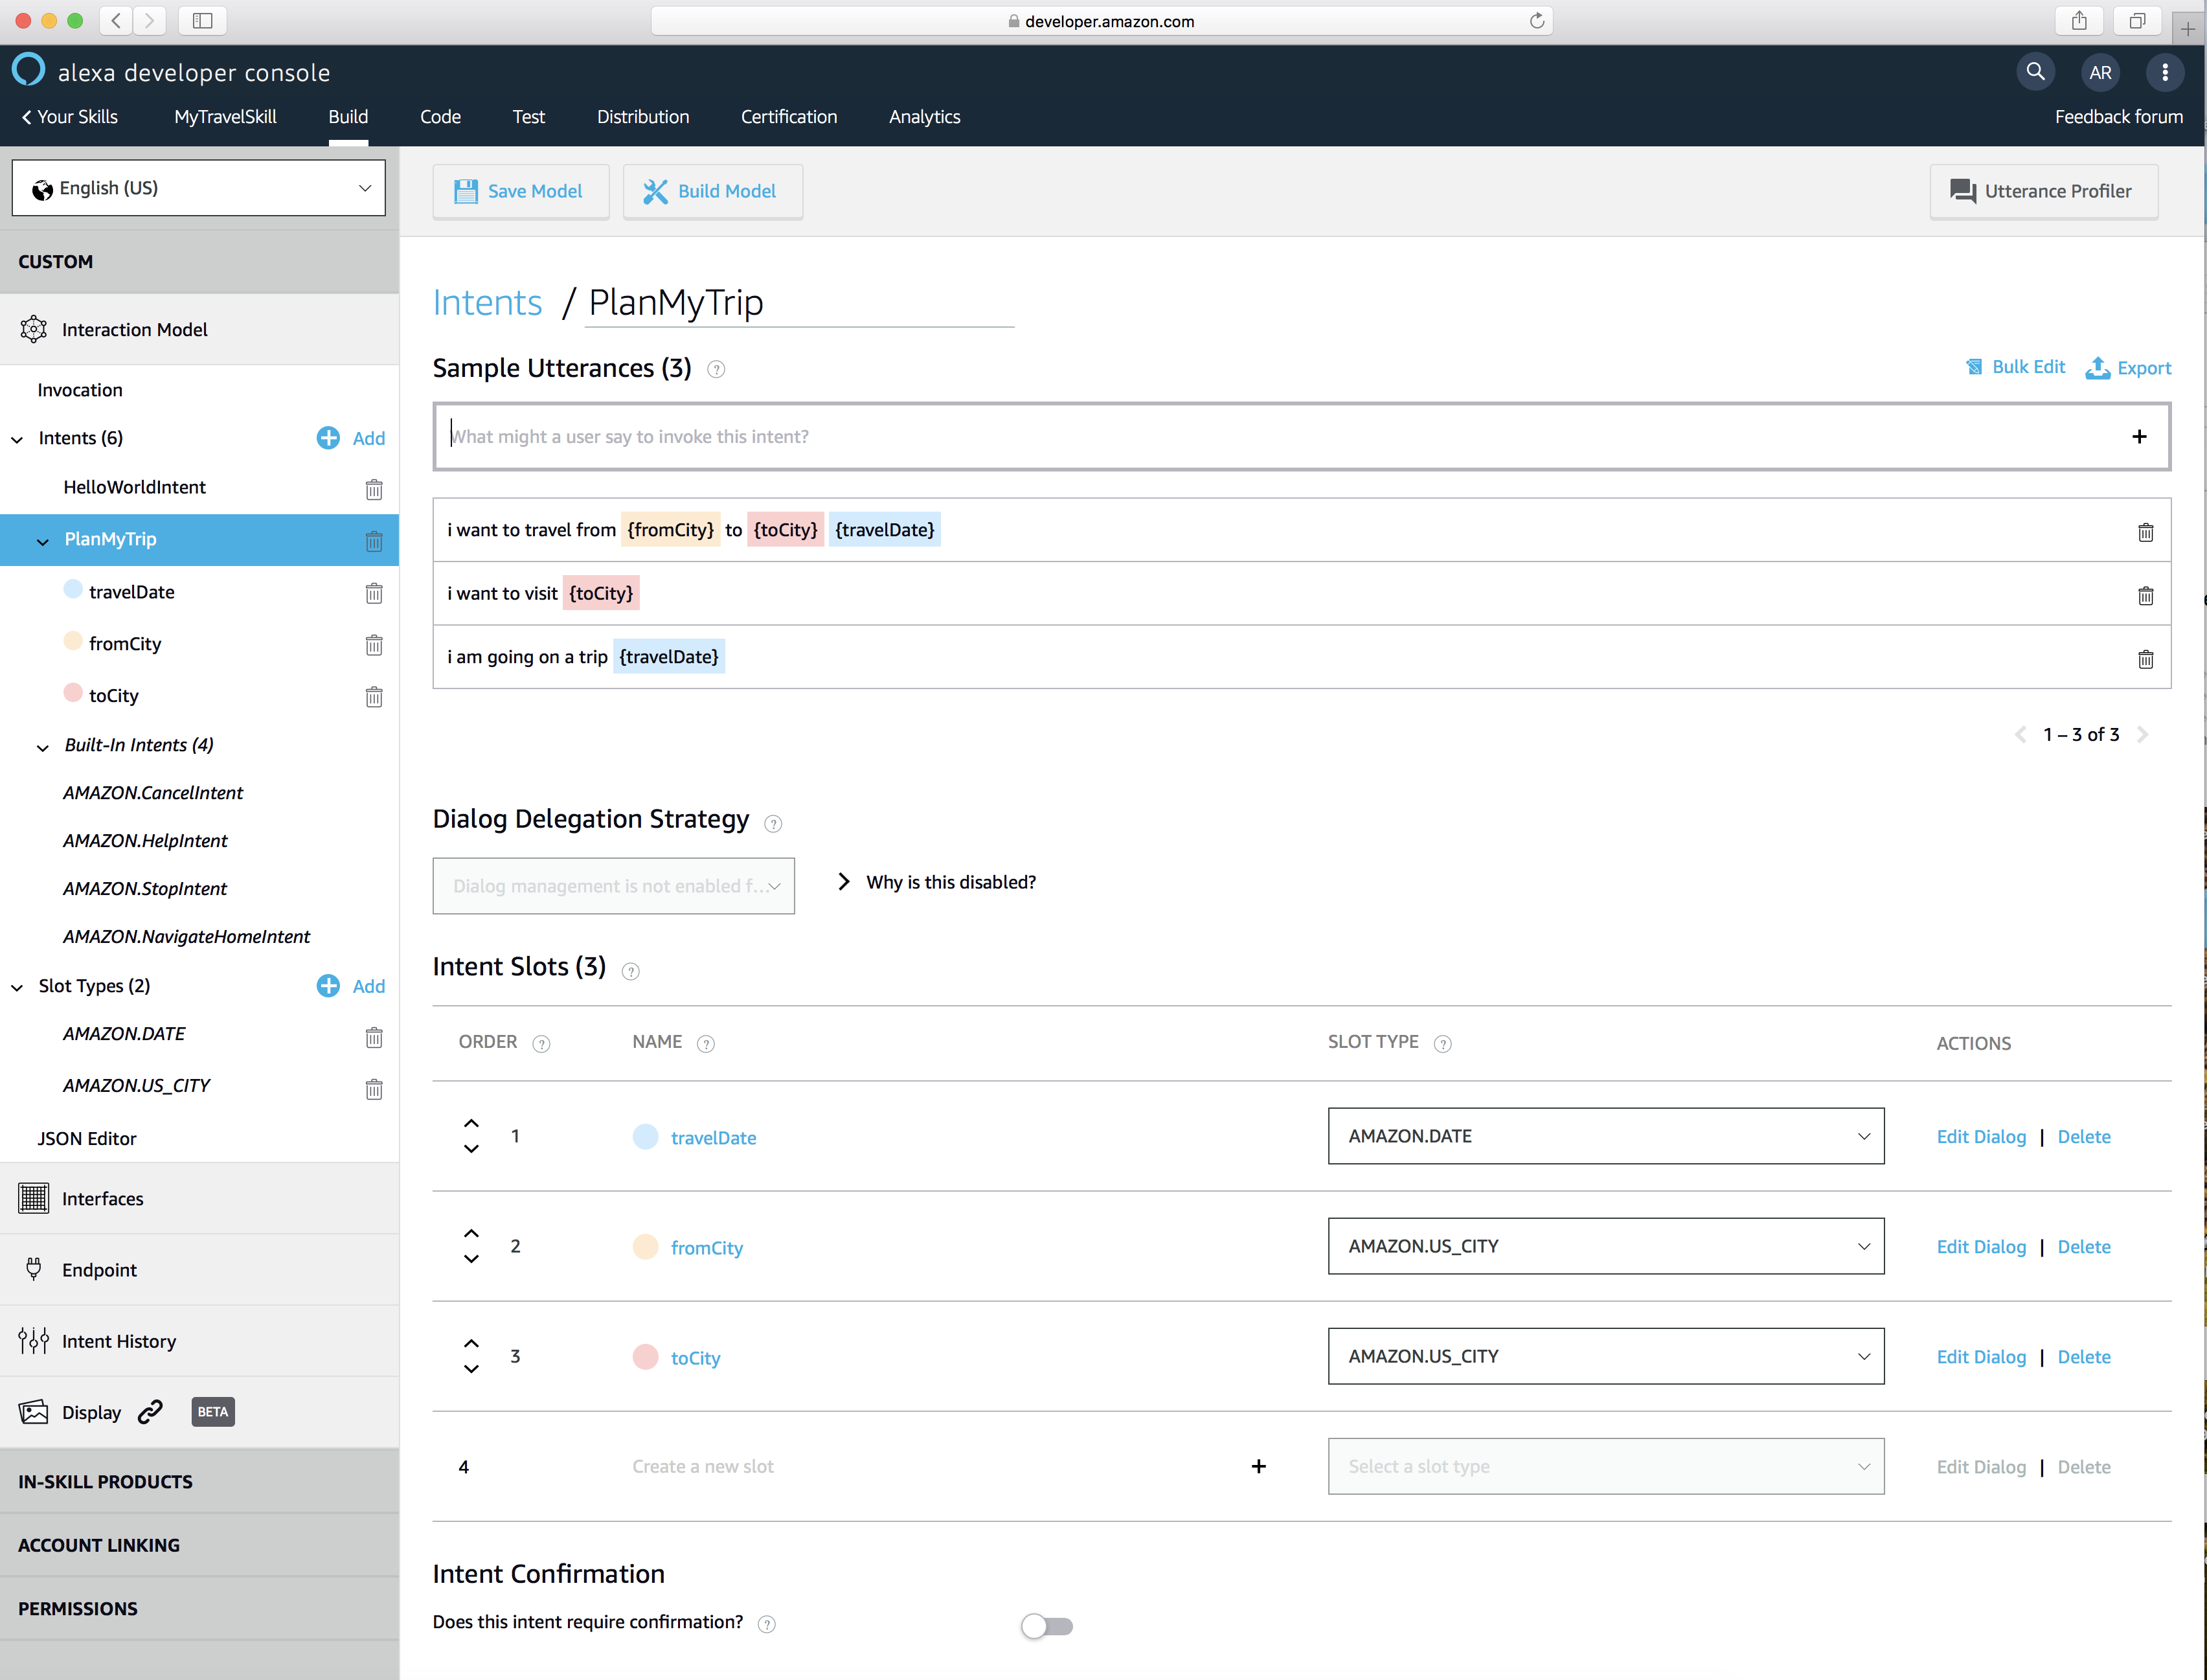 developer.amazon.com
alexa developer console
AR
Your Skills MyTravelSkill Build Code Test Distribution Certification Analytics Feedback forum
English (US)
CUSTOM
Interaction Model
Invocation
Intents (6) Add
HelloWorldIntent
PlanMyTrip
travelDate
fromCity
toCity
Built-In Intents (4)
AMAZON.CancelIntent
AMAZON.HelpIntent
AMAZON.StopIntent
AMAZON.NavigateHomeIntent
Slot Types (2) Add
AMAZON.DATE
AMAZON.US_CITY
JSON Editor
Interfaces
Endpoint
Intent History
Display BETA
IN-SKILL PRODUCTS
ACCOUNT LINKING
PERMISSIONS
Save Model Build Model Utterance Profiler
Intents / PlanMyTrip
Sample Utterances (3) ? Bulk Edit Export
What might a user say to invoke this intent? +
i want to travel from {fromCity} to {toCity} {travelDate}
i want to visit {toCity}
i am going on a trip {travelDate}
1 – 3 of 3
Dialog Delegation Strategy ?
Dialog management is not enabled f... Why is this disabled?
Intent Slots (3) ?
ORDER ? NAME ? SLOT TYPE ? ACTIONS
1 travelDate AMAZON.DATE Edit Dialog | Delete
2 fromCity AMAZON.US_CITY Edit Dialog | Delete
3 toCity AMAZON.US_CITY Edit Dialog | Delete
4 Create a new slot + Select a slot type Edit Dialog | Delete
Intent Confirmation
Does this intent require confirmation? ?